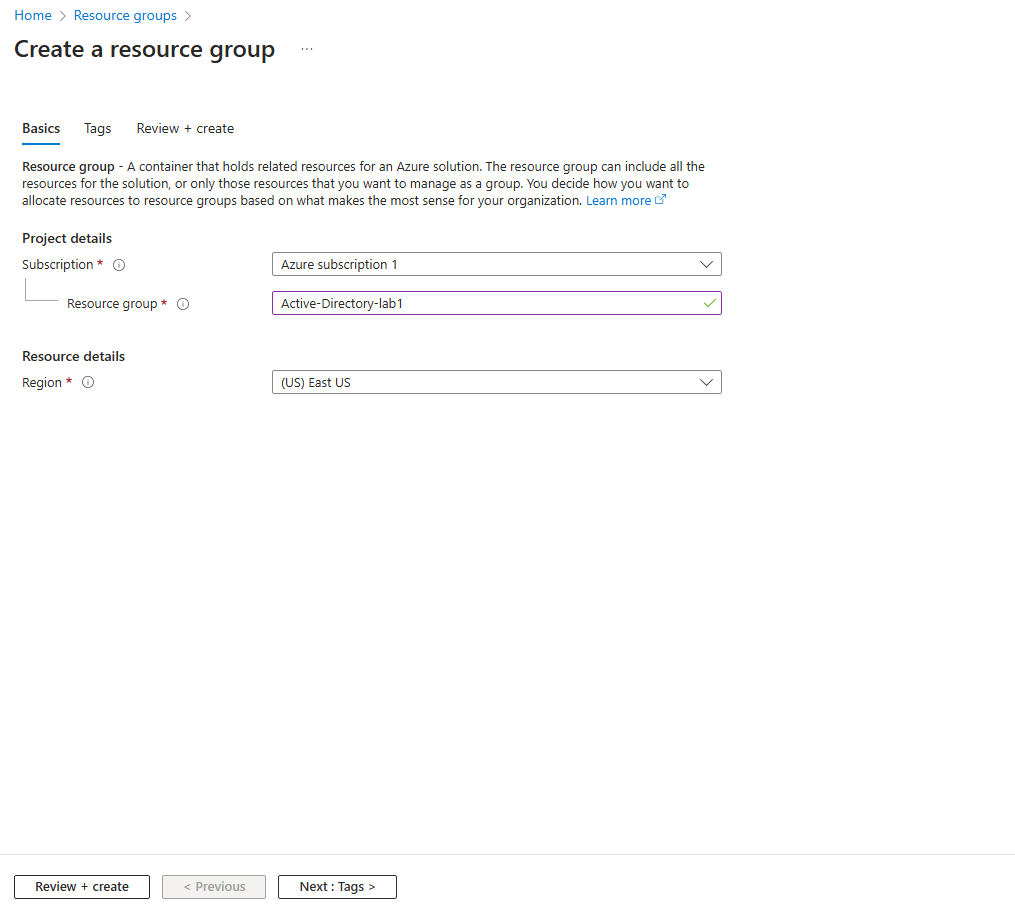 Home > Resource groups >
Create a resource group ...
Basics Tags Review + create
Resource group - A container that holds related resources for an Azure solution. The resource group can include all the
resources for the solution, or only those resources that you want to manage as a group. You decide how you want to
allocate resources to resource groups based on what makes the most sense for your organization. Learn more
Project details
Subscription * Azure subscription 1
Resource group * Active-Directory-lab1
Resource details
Region * (US) East US
Review + create < Previous Next : Tags >